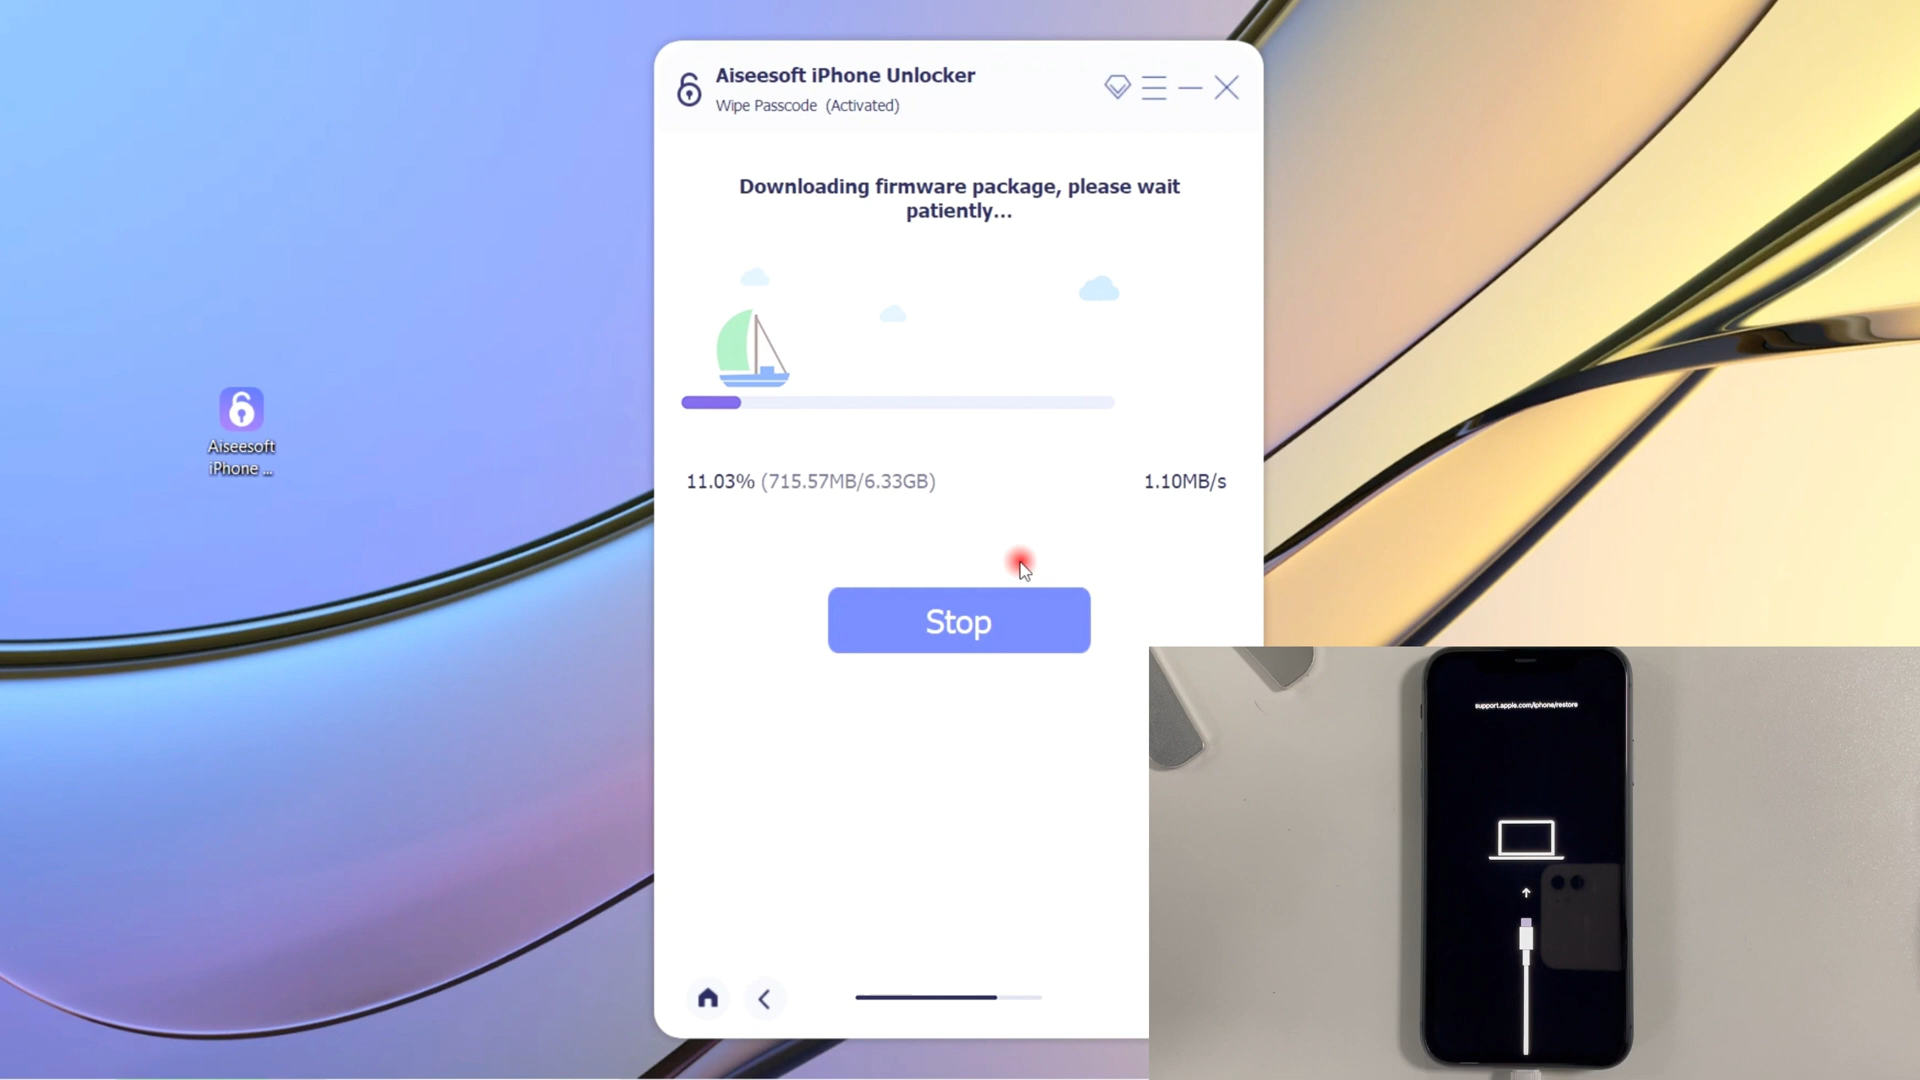 Aiseesoft iPhone Unlocker
Wipe Passcode (Activated)
Downloading firmware package, please wait
patiently...
11.03% (715.57MB/6.33GB)
1.10MB/s
Stop
Aiseesoft
iPhone ...
support.apple.com/iphone/restore